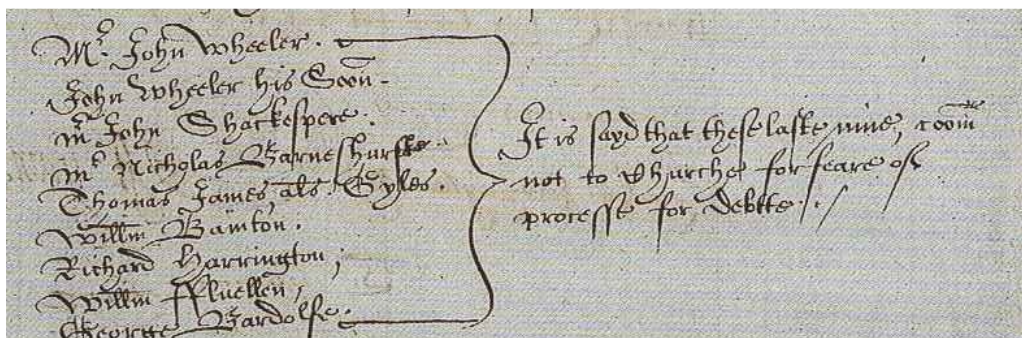 Mr. John Wheeler.
John Wheeler his Soon.
mr John Shackespere.
mr Nicholas Barneshurste.
Thomas James, als Gyles.
Willm Bainton.
Richard Harrington,
Willm ffluellen,
George Bardolfe.
It is sayd that these laste nine, coom
not to Churche for feare of
processe for Debtte.